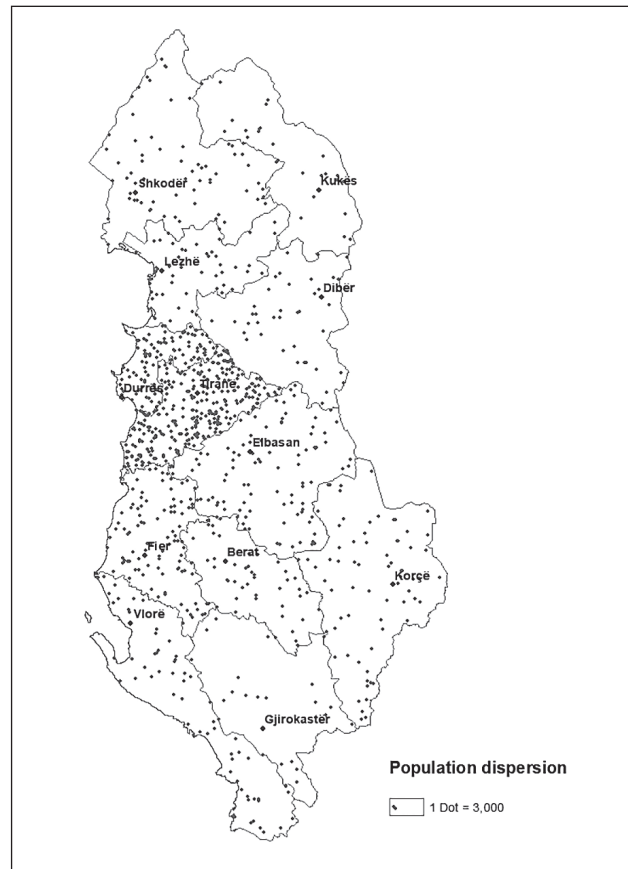 Shkodër
Kukës
Lezhë
Dibër
Tiranë
Durrës
Elbasan
Fier
Berat
Korçë
Vlorë
Gjirokastër
Population dispersion
1 Dot = 3,000